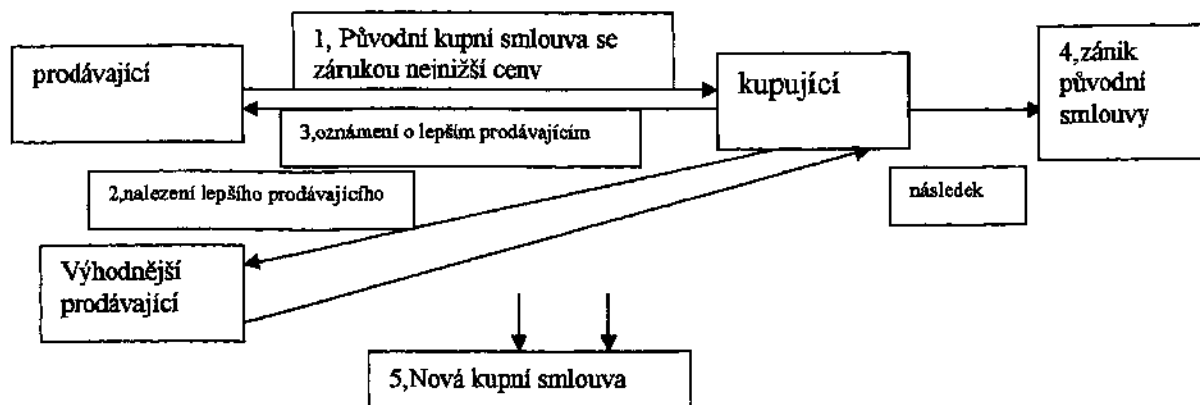 1, Původní kupní smlouva se
zárukou nejnižší ceny
prodávající
kupující
4,zánik
původní
smlouvy
3,oznámení o lepším prodávajícím
2,nalezení lepšího prodávajícího
následek
Výhodnější
prodávající
5,Nová kupní smlouva